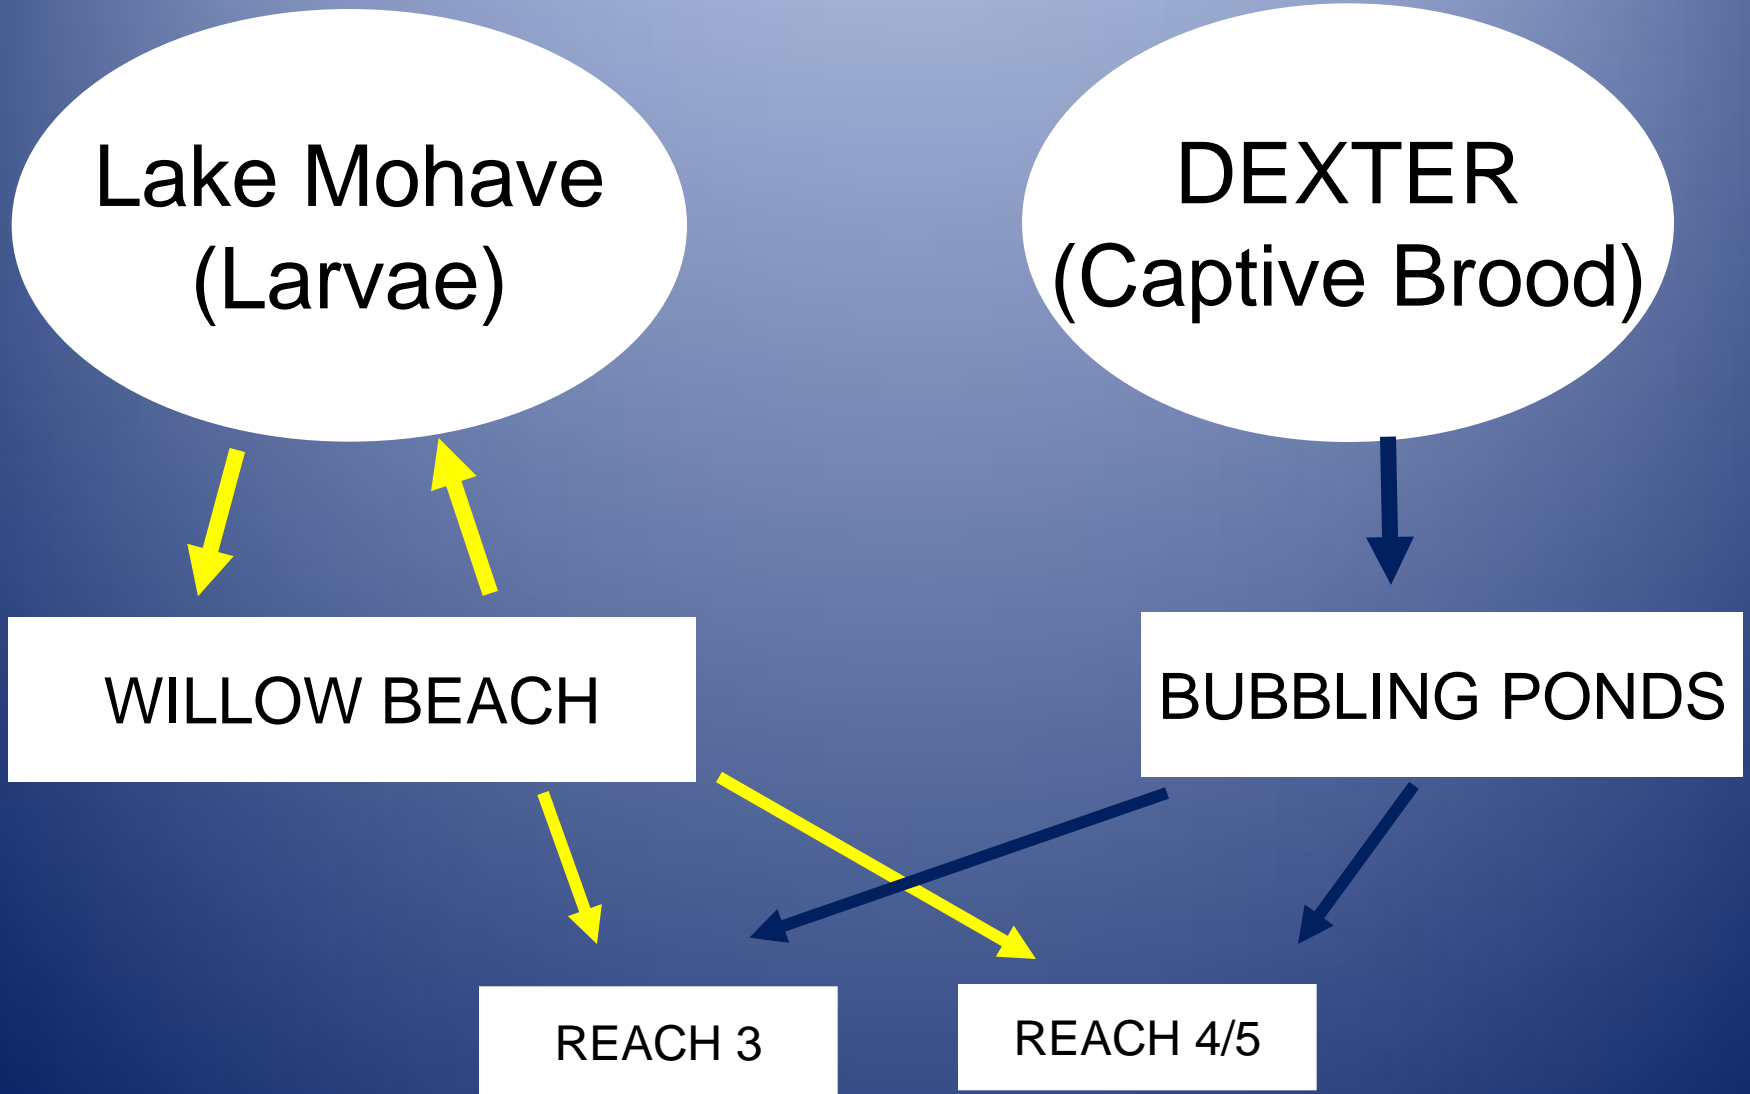 Lake Mohave
(Larvae)
DEXTER
(Captive Brood)
WILLOW BEACH
BUBBLING PONDS
REACH 3
REACH 4/5